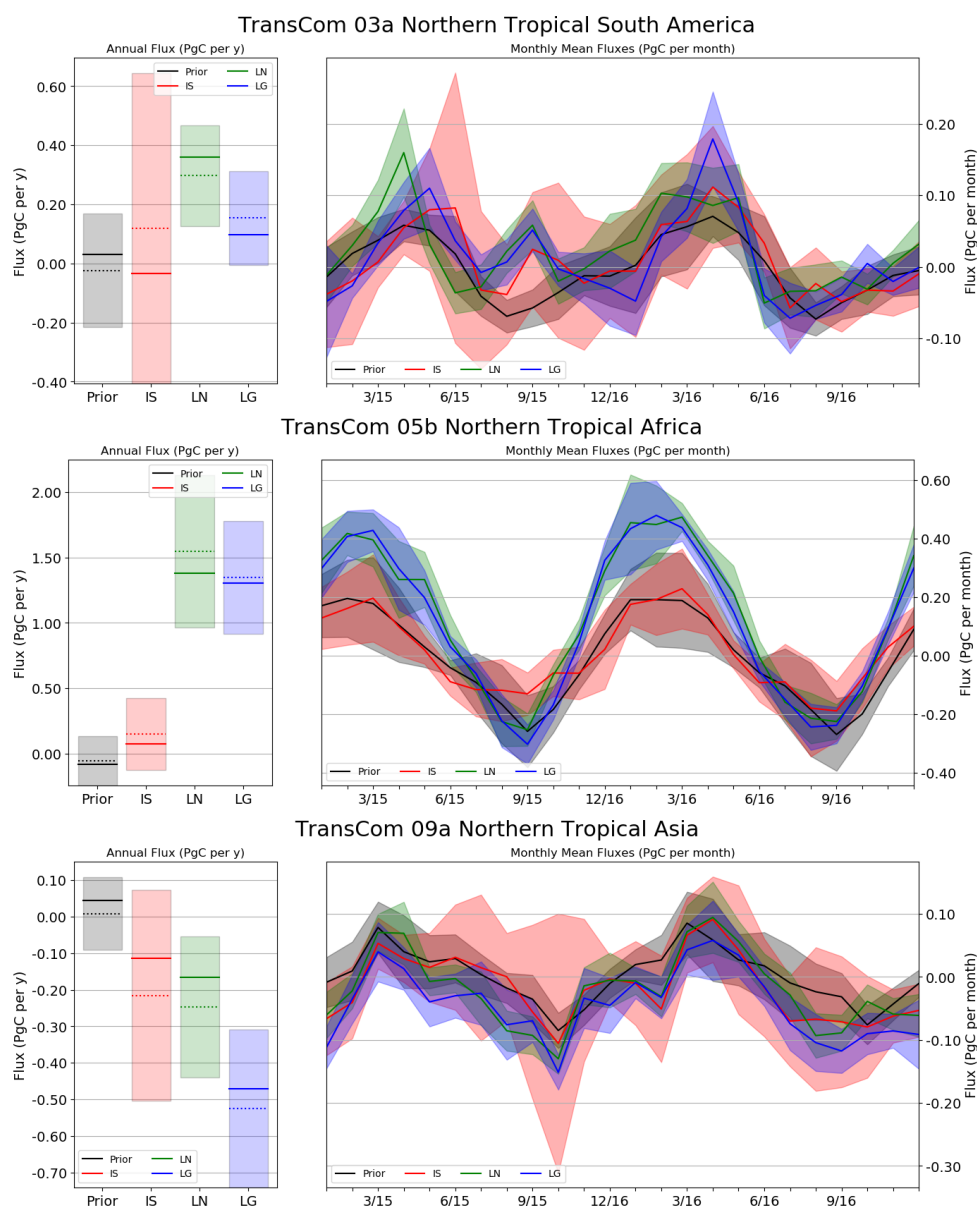 TransCom 03a Northern Tropical South America
Annual Flux (PgC per y)
Flux (PgC per y)
0.60
0.40
0.20
0.00
-0.20
-0.40
Prior IS LN LG
Prior LN
IS LG
Monthly Mean Fluxes (PgC per month)
0.20
0.10
0.00
-0.10
Flux (PgC per month)
Prior IS LN LG
3/15 6/15 9/15 12/16 3/16 6/16 9/16
TransCom 05b Northern Tropical Africa
Annual Flux (PgC per y)
Flux (PgC per y)
2.00
1.50
1.00
0.50
0.00
Prior IS LN LG
Prior LN
IS LG
Monthly Mean Fluxes (PgC per month)
0.60
0.40
0.20
0.00
-0.20
-0.40
Flux (PgC per month)
Prior IS LN LG
3/15 6/15 9/15 12/16 3/16 6/16 9/16
TransCom 09a Northern Tropical Asia
Annual Flux (PgC per y)
Flux (PgC per y)
0.10
0.00
-0.10
-0.20
-0.30
-0.40
-0.50
-0.60
-0.70
Prior LN
IS LG
Prior IS LN LG
Monthly Mean Fluxes (PgC per month)
0.10
0.00
-0.10
-0.20
-0.30
Flux (PgC per month)
Prior IS LN LG
3/15 6/15 9/15 12/16 3/16 6/16 9/16